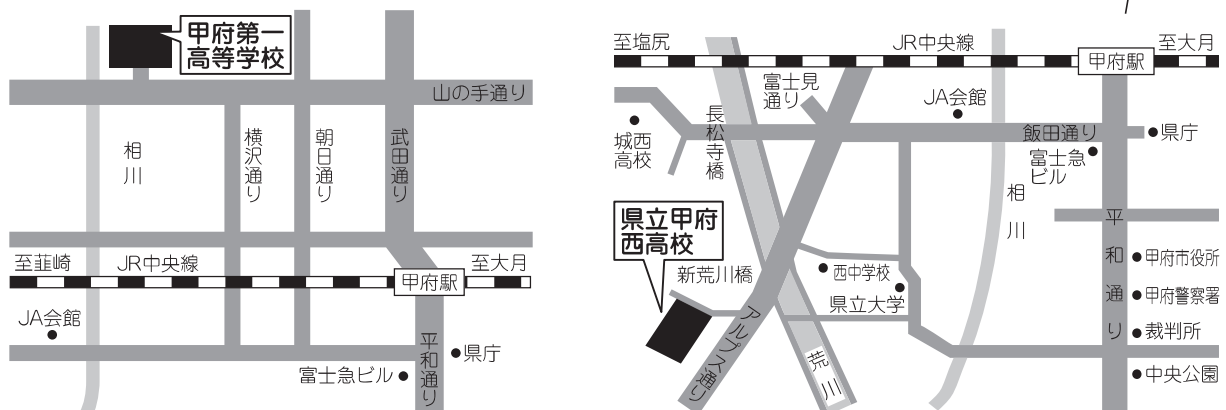 甲府第一
高等学校
山の手通り
相川
横沢通り
朝日通り
武田通り
至韮崎
JR中央線
甲府駅
至大月
JA会館
平和通り
県庁
富士急ビル
至塩尻
JR中央線
甲府駅
至大月
富士見
通り
JA会館
長松寺橋
城西
高校
飯田通り
県庁
富士急
ビル
相川
県立甲府
西高校
新荒川橋
西中学校
県立大学
アルプス通り
荒川
平和通り
甲府市役所
甲府警察署
裁判所
中央公園